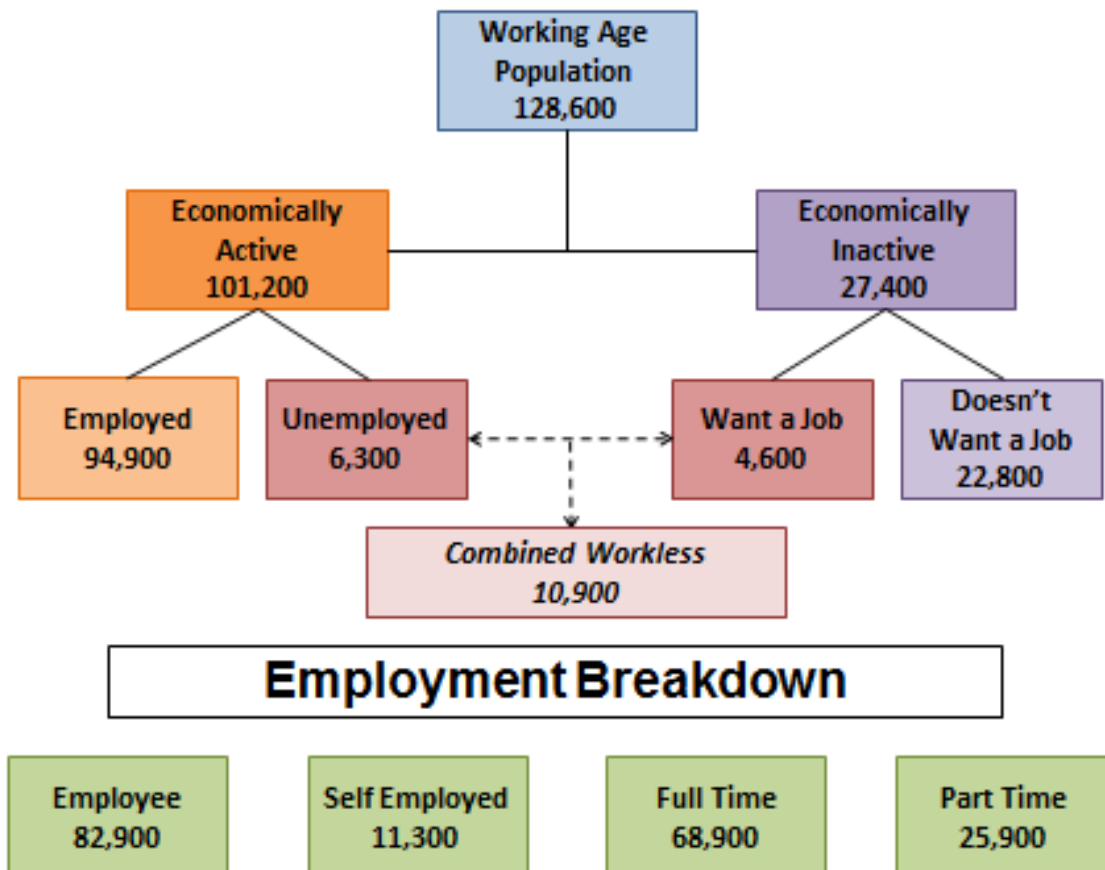 Working Age
Population
128,600
Economically
Active
101,200
Economically
Inactive
27,400
Employed
94,900
Unemployed
6,300
Want a Job
4,600
Doesn't
Want a Job
22,800
Combined Workless
10,900
Employment Breakdown
Employee
82,900
Self Employed
11,300
Full Time
68,900
Part Time
25,900